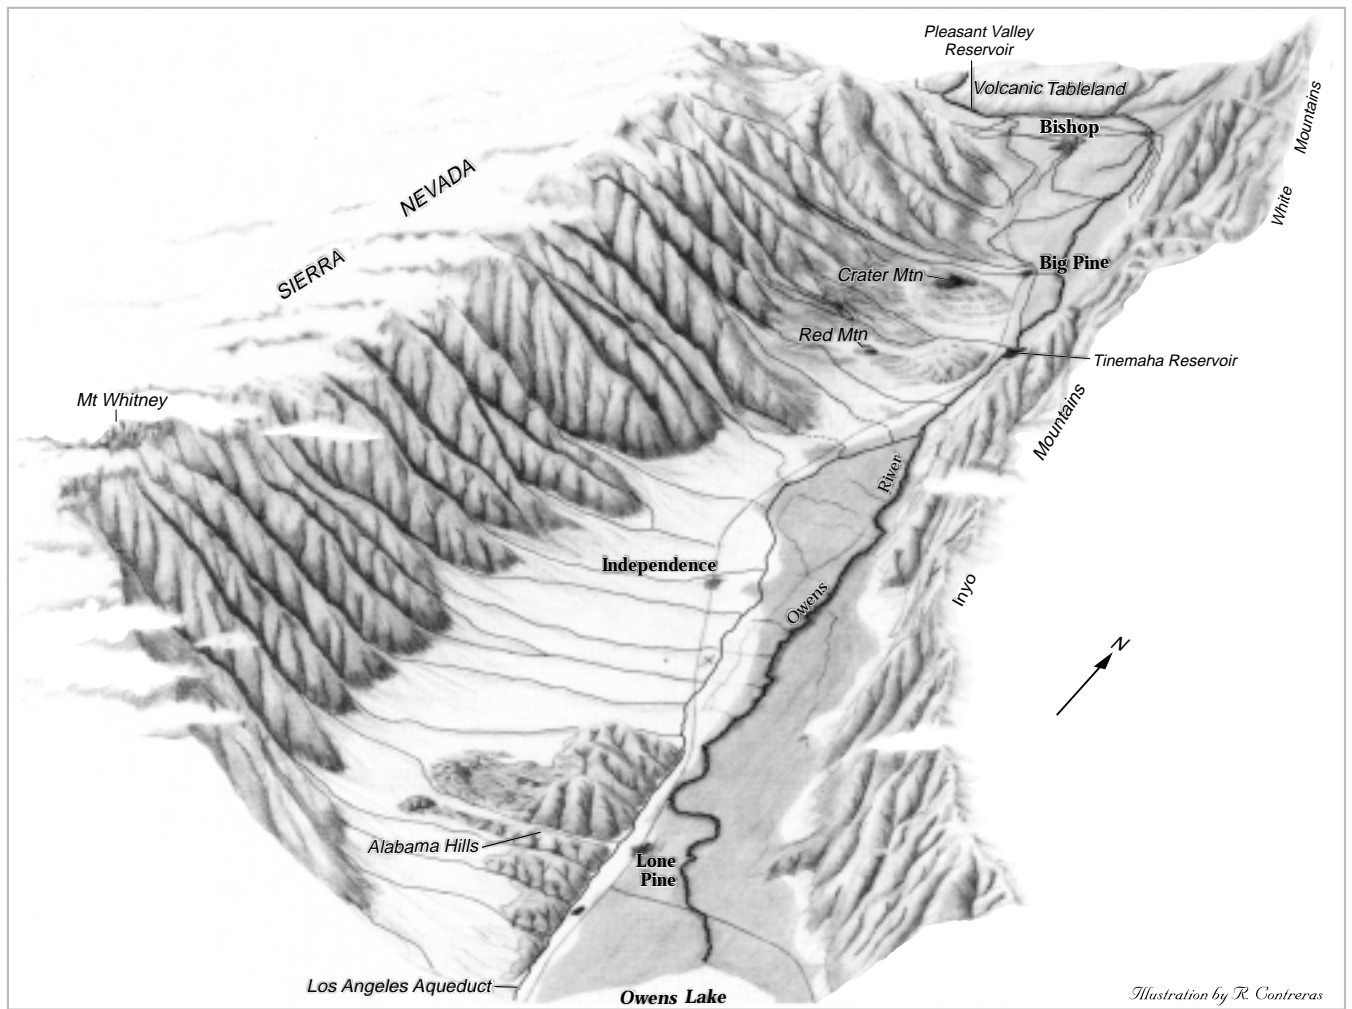 Pleasant Valley
Reservoir
Volcanic Tableland
Bishop
Mountains
White
NEVADA
SIERRA
Crater Mtn
Big Pine
Red Mtn
Tinemaha Reservoir
Mt Whitney
Mountains
River
Independence
Owens
Inyo
N
Alabama Hills
Lone
Pine
Los Angeles Aqueduct
Owens Lake
Illustration by R. Contreras